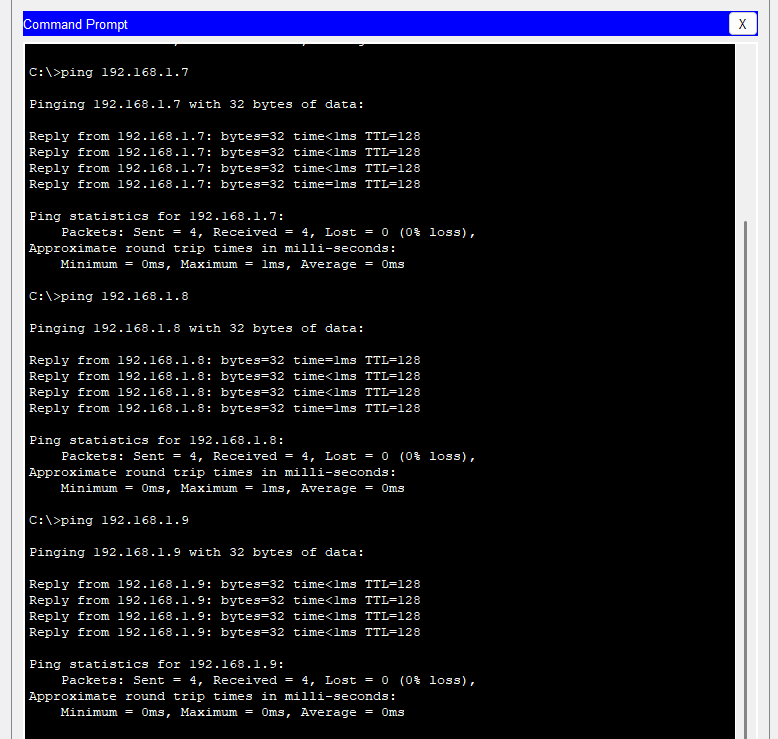 Command Prompt
X
C:\>ping 192.168.1.7
Pinging 192.168.1.7 with 32 bytes of data:
Reply from 192.168.1.7: bytes=32 time<1ms TTL=128
Reply from 192.168.1.7: bytes=32 time<1ms TTL=128
Reply from 192.168.1.7: bytes=32 time<1ms TTL=128
Reply from 192.168.1.7: bytes=32 time=1ms TTL=128
Ping statistics for 192.168.1.7:
Packets: Sent = 4, Received = 4, Lost = 0 (0% loss),
Approximate round trip times in milli-seconds:
Minimum = 0ms, Maximum = 1ms, Average = 0ms
C:\>ping 192.168.1.8
Pinging 192.168.1.8 with 32 bytes of data:
Reply from 192.168.1.8: bytes=32 time=1ms TTL=128
Reply from 192.168.1.8: bytes=32 time<1ms TTL=128
Reply from 192.168.1.8: bytes=32 time<1ms TTL=128
Reply from 192.168.1.8: bytes=32 time=1ms TTL=128
Ping statistics for 192.168.1.8:
Packets: Sent = 4, Received = 4, Lost = 0 (0% loss),
Approximate round trip times in milli-seconds:
Minimum = 0ms, Maximum = 1ms, Average = 0ms
C:\>ping 192.168.1.9
Pinging 192.168.1.9 with 32 bytes of data:
Reply from 192.168.1.9: bytes=32 time<1ms TTL=128
Reply from 192.168.1.9: bytes=32 time<1ms TTL=128
Reply from 192.168.1.9: bytes=32 time<1ms TTL=128
Reply from 192.168.1.9: bytes=32 time<1ms TTL=128
Ping statistics for 192.168.1.9:
Packets: Sent = 4, Received = 4, Lost = 0 (0% loss),
Approximate round trip times in milli-seconds:
Minimum = 0ms, Maximum = 0ms, Average = 0ms